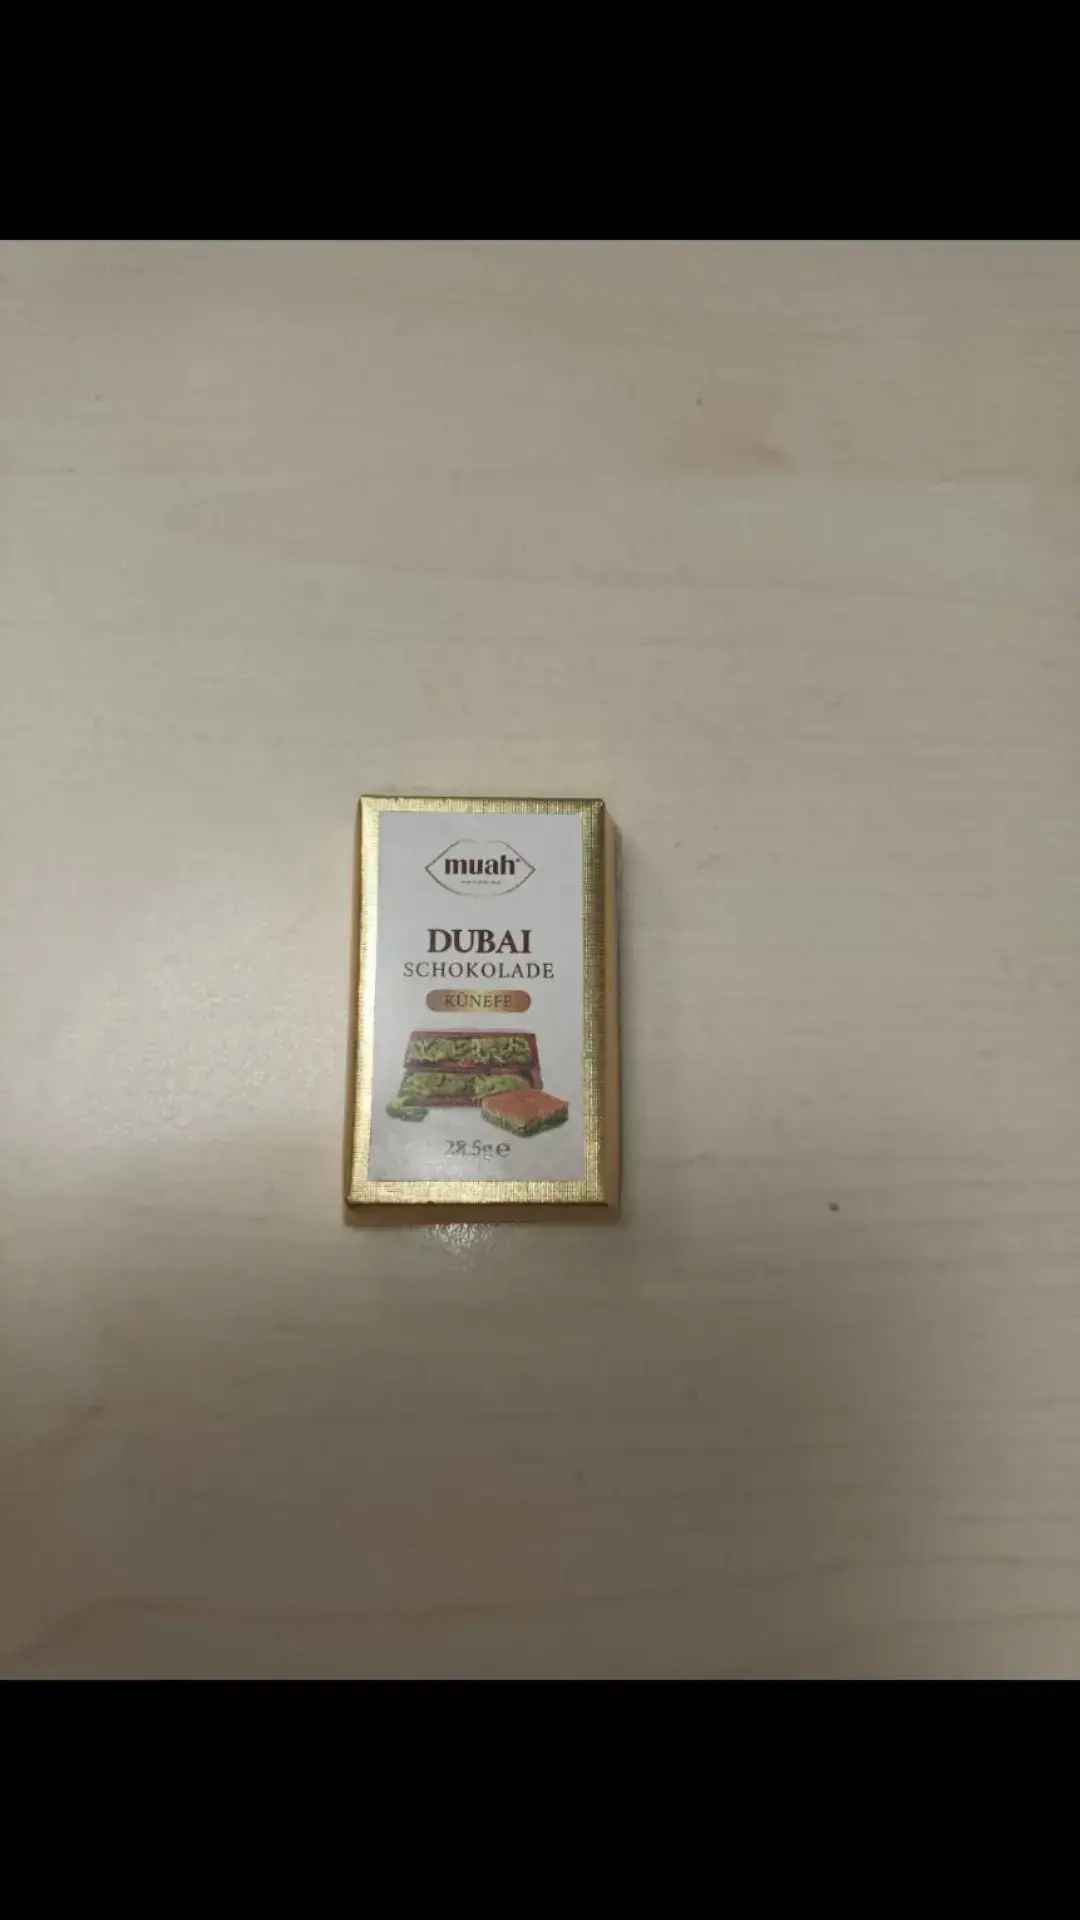 muah
DUBAI
SCHOKOLADE
KÜNEFE
28,5g e